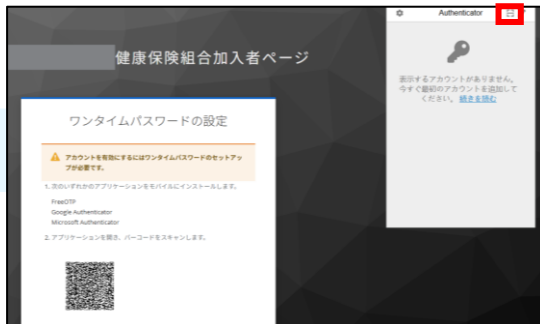 健康保険組合加入者ページ
ワンタイムパスワードの設定
アカウントを有効にするにはワンタイムパスワードのセットアッ
プが必要です。
1. 次のいずれかのアプリケーションをモバイルにインストールします。
FreeOTP
Google Authenticator
Microsoft Authenticator
2. アプリケーションを開き、バーコードをスキャンします。
Authenticator
表示するアカウントがありません。
今すぐ最初のアカウントを追加して
ください。 続きを読む